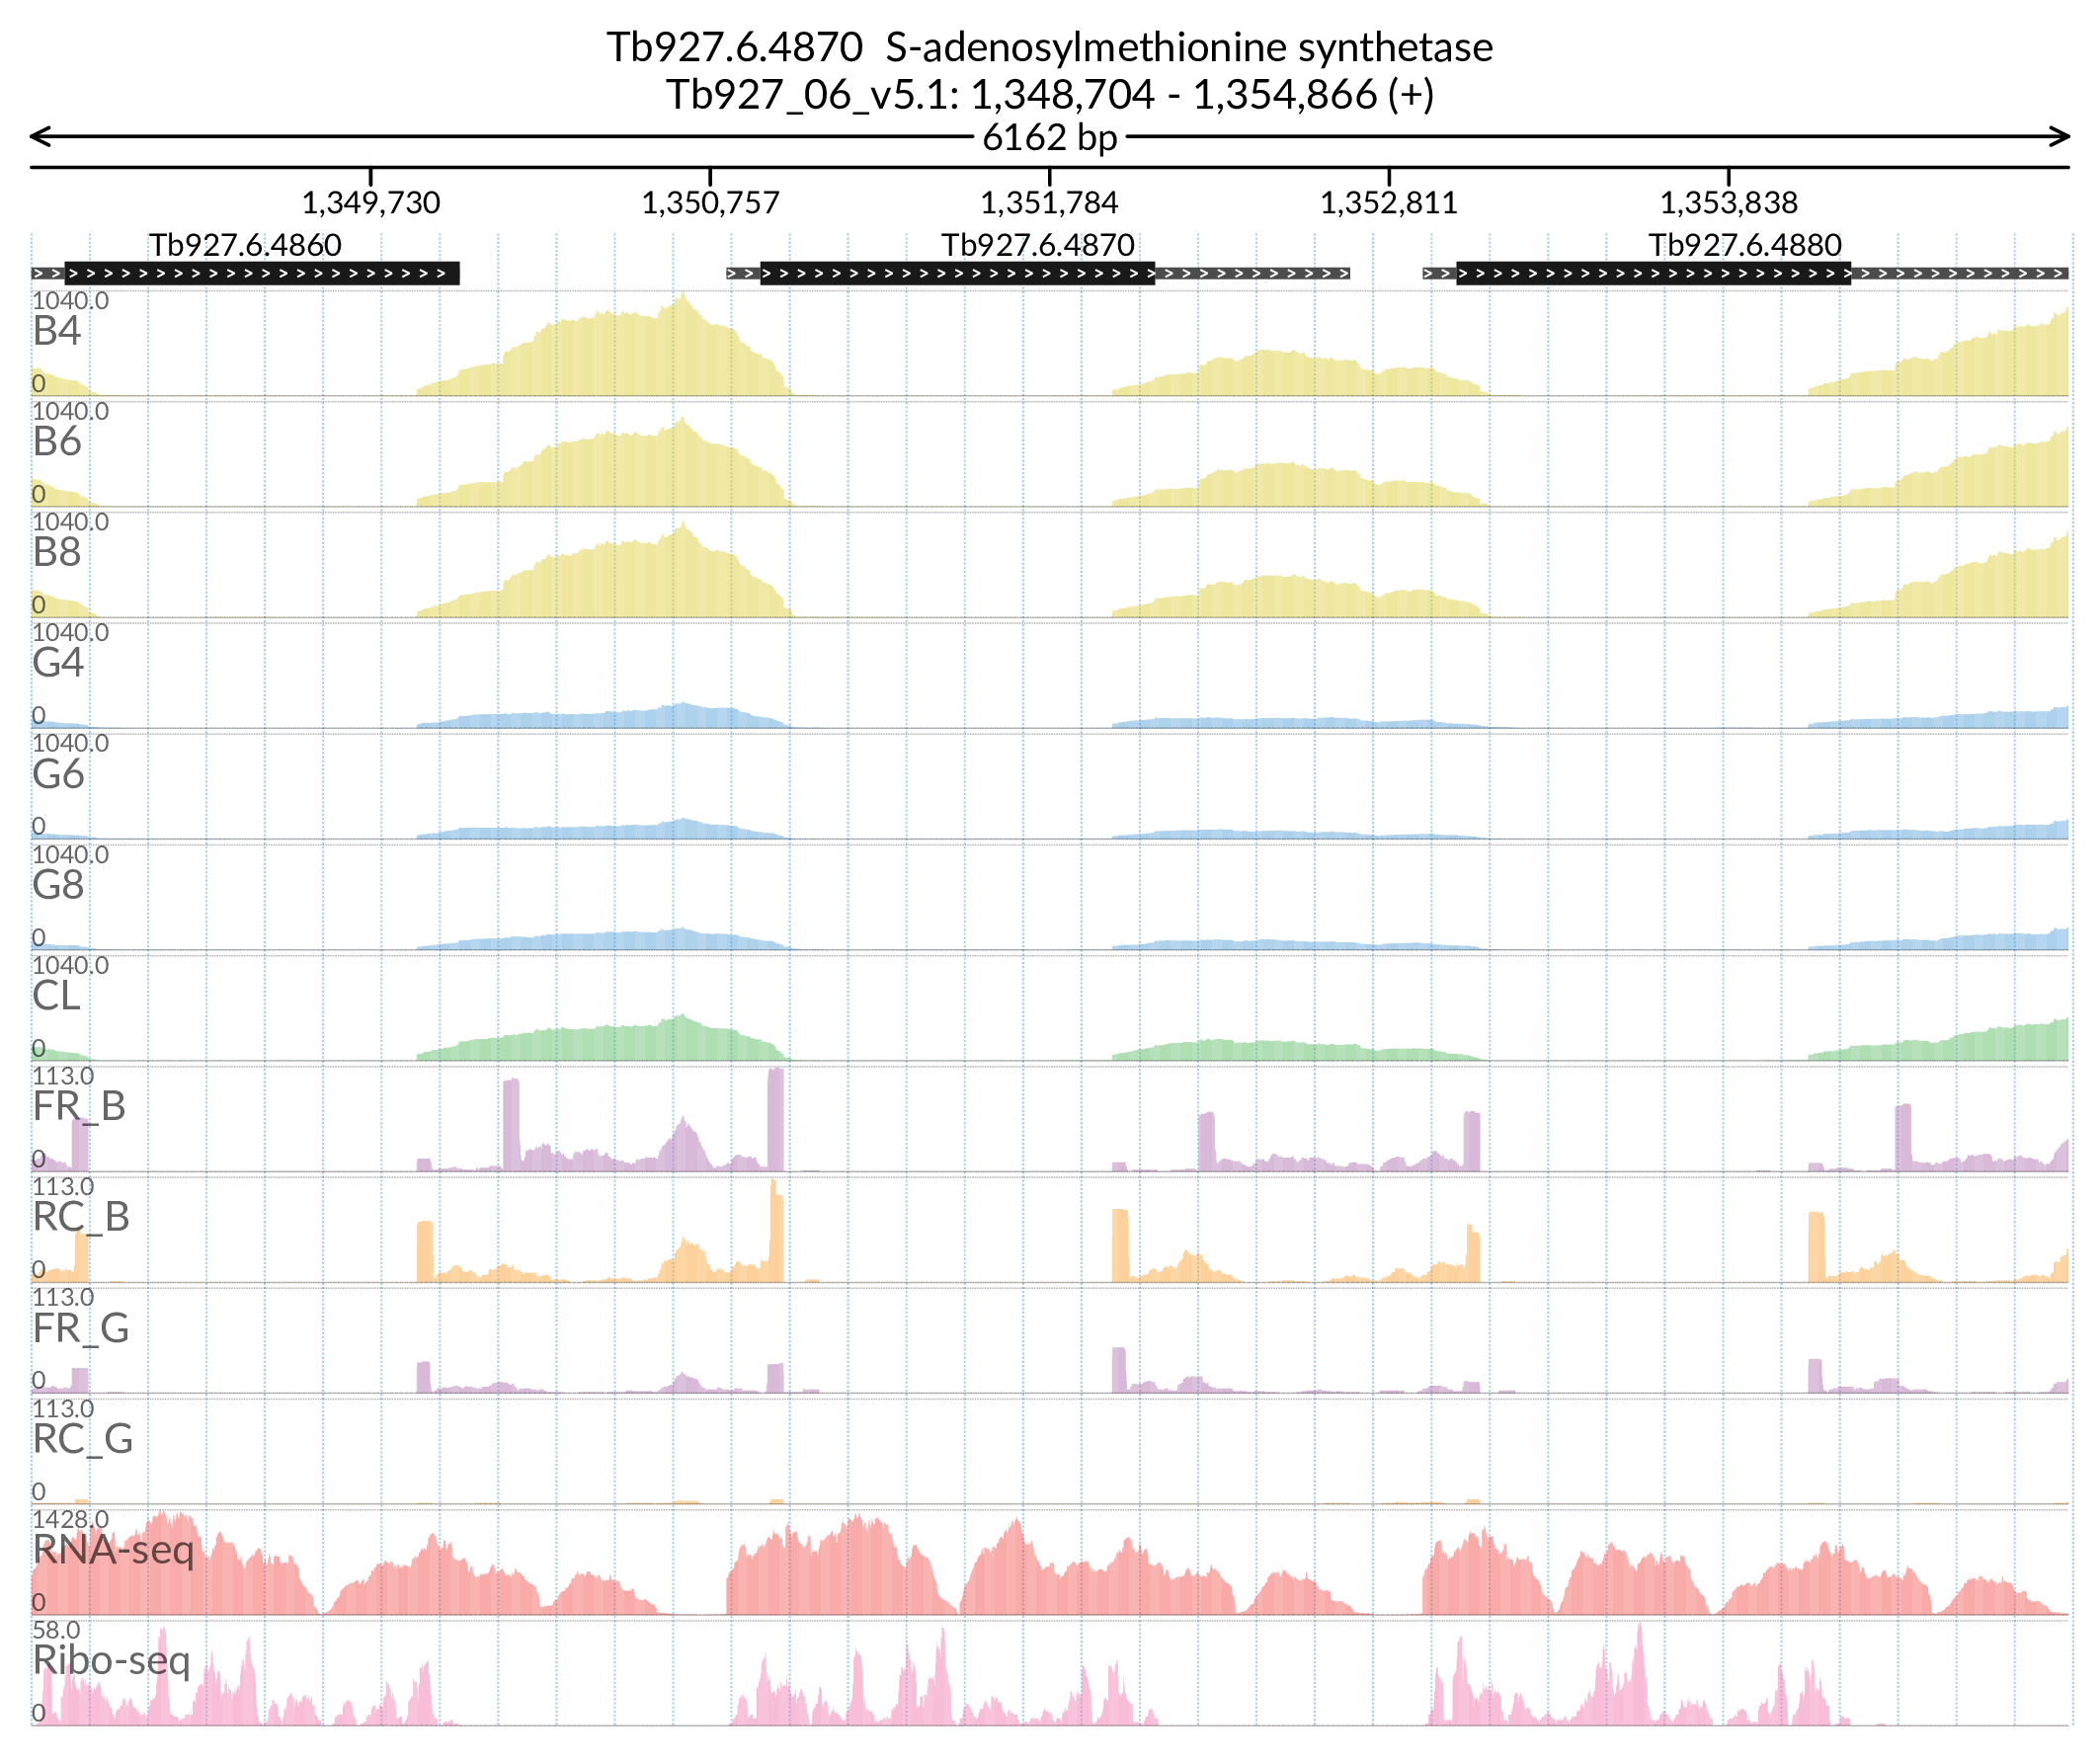 Tb927.6.4870 S-adenosylmethionine synthetase
Tb927_06_v5.1: 1,348,704 - 1,354,866 (+)
6162 bp
1,349,730 1,350,757 1,351,784 1,352,811 1,353,838
Tb927.6.4860 Tb927.6.4870 Tb927.6.4880
1040.0
B4
0
1040.0
B6
0
1040.0
B8
0
1040.0
G4
0
1040.0
G6
0
1040.0
G8
0
1040.0
CL
0
113.0
FR_B
0
113.0
RC_B
0
113.0
FR_G
0
113.0
RC_G
0
1428.0
RNA-seq
0
58.0
Ribo-seq
0